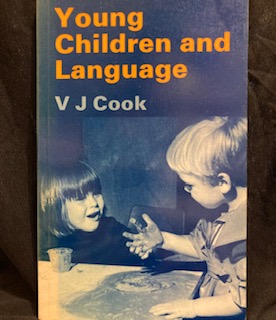 Young
Children and
Language
V J Cook